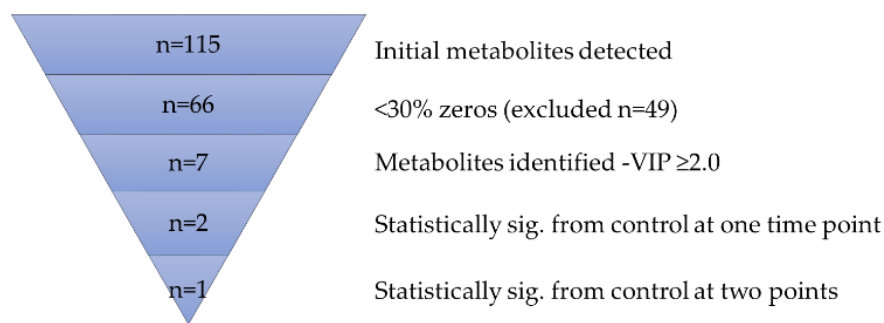 n=115 Initial metabolites detected
n=66 <30% zeros (excluded n=49)
n=7 Metabolites identified -VIP ≥2.0
n=2 Statistically sig. from control at one time point
n=1 Statistically sig. from control at two points